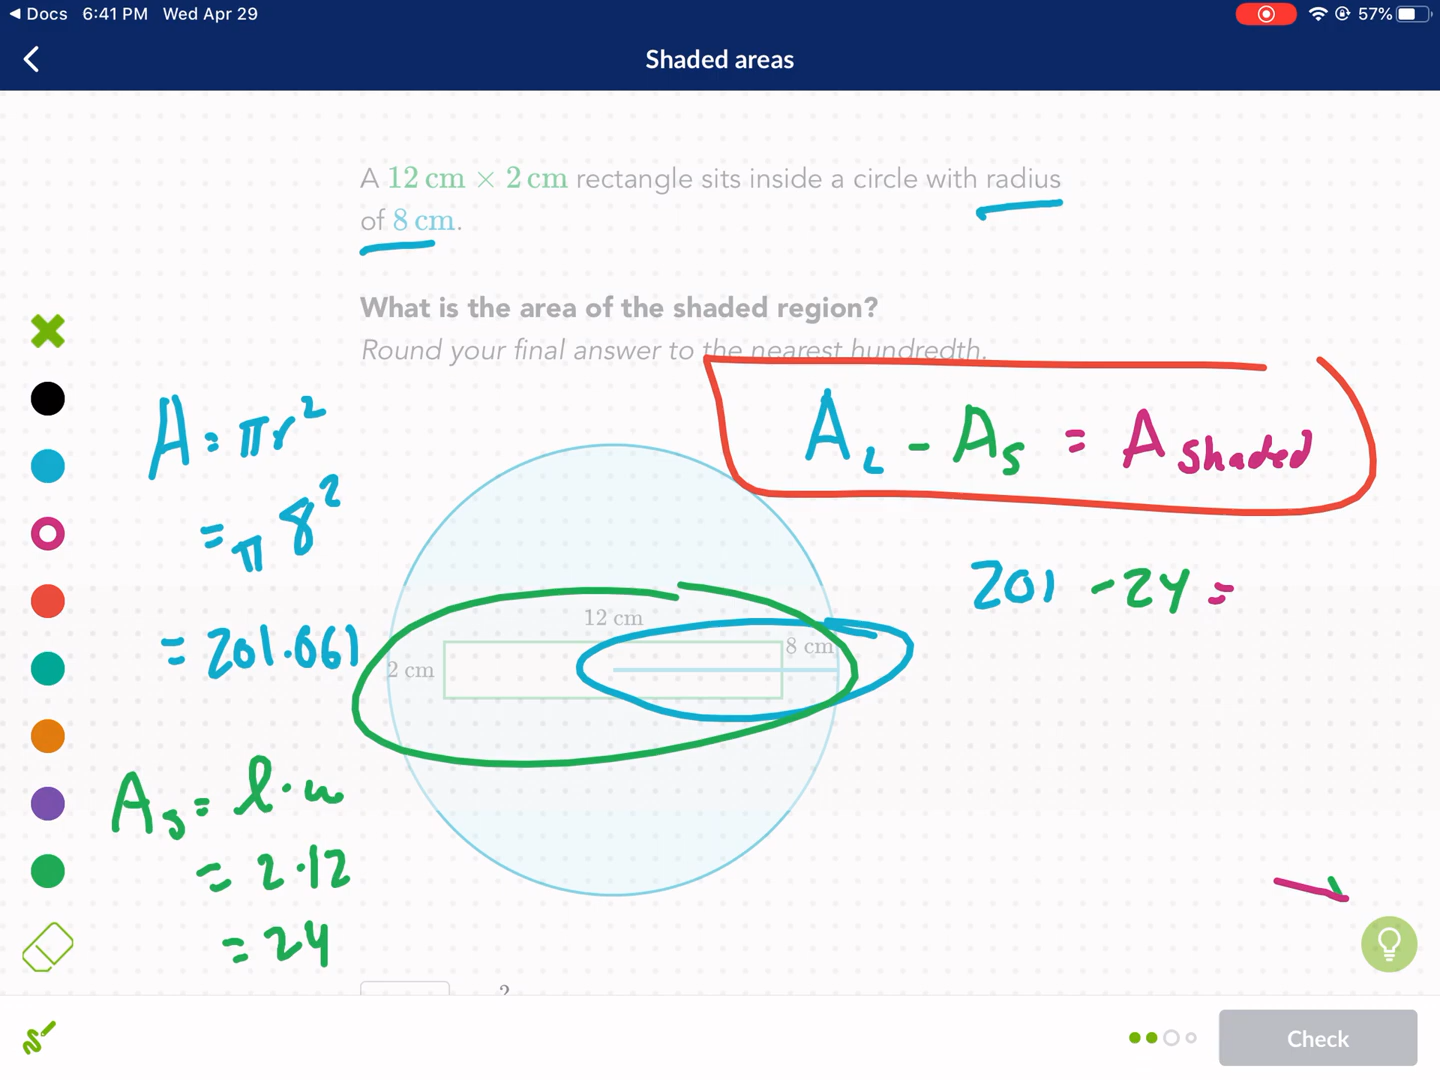 Docs 6:41 PM Wed Apr 29 57%
Shaded areas
A 12 cm × 2 cm rectangle sits inside a circle with radius
of 8 cm.
What is the area of the shaded region?
Round your final answer to the nearest hundredth.
A = πr²
= π 8²
= 201.061
A_L - A_S = A shaded
201 - 24 =
12 cm
8 cm
2 cm
A_S = l · w
= 2 · 12
= 24
2
Check